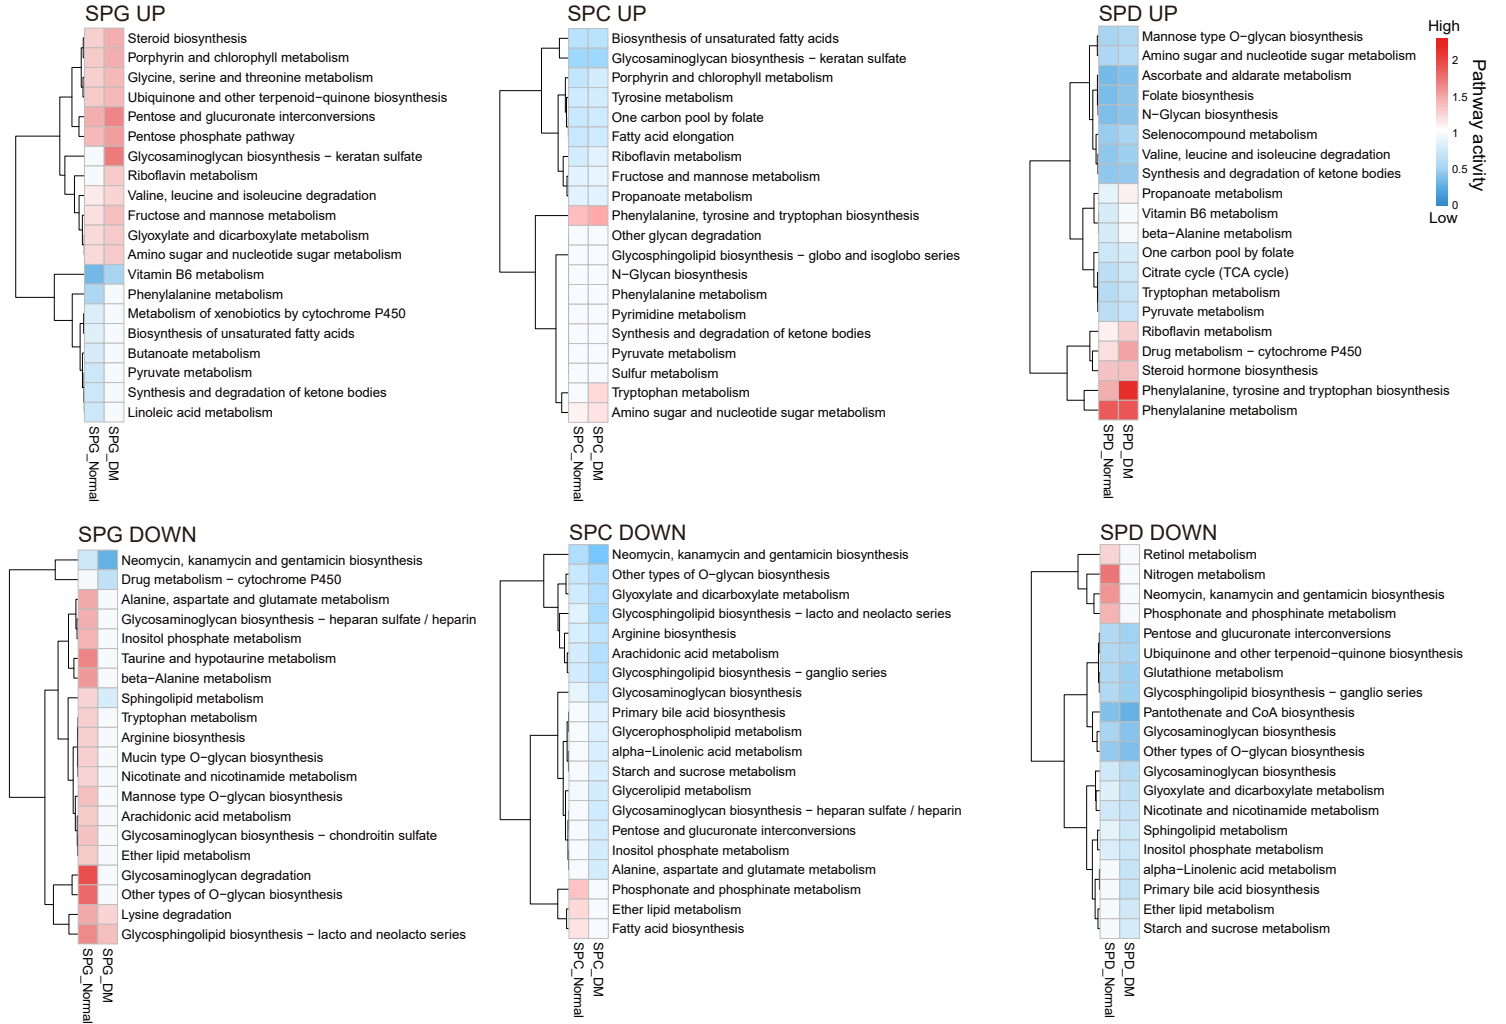 SPG UP
Steroid biosynthesis
Porphyrin and chlorophyll metabolism
Glycine, serine and threonine metabolism
Ubiquinone and other terpenoid−quinone biosynthesis
Pentose and glucuronate interconversions
Pentose phosphate pathway
Glycosaminoglycan biosynthesis − keratan sulfate
Riboflavin metabolism
Valine, leucine and isoleucine degradation
Fructose and mannose metabolism
Glyoxylate and dicarboxylate metabolism
Amino sugar and nucleotide sugar metabolism
Vitamin B6 metabolism
Phenylalanine metabolism
Metabolism of xenobiotics by cytochrome P450
Biosynthesis of unsaturated fatty acids
Butanoate metabolism
Pyruvate metabolism
Synthesis and degradation of ketone bodies
Linoleic acid metabolism
SPG_Normal
SPG_DM
SPC UP
Biosynthesis of unsaturated fatty acids
Glycosaminoglycan biosynthesis − keratan sulfate
Porphyrin and chlorophyll metabolism
Tyrosine metabolism
One carbon pool by folate
Fatty acid elongation
Riboflavin metabolism
Fructose and mannose metabolism
Propanoate metabolism
Phenylalanine, tyrosine and tryptophan biosynthesis
Other glycan degradation
Glycosphingolipid biosynthesis − globo and isoglobo series
N−Glycan biosynthesis
Phenylalanine metabolism
Pyrimidine metabolism
Synthesis and degradation of ketone bodies
Pyruvate metabolism
Sulfur metabolism
Tryptophan metabolism
Amino sugar and nucleotide sugar metabolism
SPC_Normal
SPC_DM
SPD UP
Mannose type O−glycan biosynthesis
Amino sugar and nucleotide sugar metabolism
Ascorbate and aldarate metabolism
Folate biosynthesis
N−Glycan biosynthesis
Selenocompound metabolism
Valine, leucine and isoleucine degradation
Synthesis and degradation of ketone bodies
Propanoate metabolism
Vitamin B6 metabolism
beta−Alanine metabolism
One carbon pool by folate
Citrate cycle (TCA cycle)
Tryptophan metabolism
Pyruvate metabolism
Riboflavin metabolism
Drug metabolism − cytochrome P450
Steroid hormone biosynthesis
Phenylalanine, tyrosine and tryptophan biosynthesis
Phenylalanine metabolism
SPD_Normal
SPD_DM
High
2
1.5
1
0.5
0
Low
Pathway activity
SPG DOWN
Neomycin, kanamycin and gentamicin biosynthesis
Drug metabolism − cytochrome P450
Alanine, aspartate and glutamate metabolism
Glycosaminoglycan biosynthesis − heparan sulfate / heparin
Inositol phosphate metabolism
Taurine and hypotaurine metabolism
beta−Alanine metabolism
Sphingolipid metabolism
Tryptophan metabolism
Arginine biosynthesis
Mucin type O−glycan biosynthesis
Nicotinate and nicotinamide metabolism
Mannose type O−glycan biosynthesis
Arachidonic acid metabolism
Glycosaminoglycan biosynthesis − chondroitin sulfate
Ether lipid metabolism
Glycosaminoglycan degradation
Other types of O−glycan biosynthesis
Lysine degradation
Glycosphingolipid biosynthesis − lacto and neolacto series
SPG_Normal
SPG_DM
SPC DOWN
Neomycin, kanamycin and gentamicin biosynthesis
Other types of O−glycan biosynthesis
Glyoxylate and dicarboxylate metabolism
Glycosphingolipid biosynthesis − lacto and neolacto series
Arginine biosynthesis
Arachidonic acid metabolism
Glycosphingolipid biosynthesis − ganglio series
Glycosaminoglycan biosynthesis
Primary bile acid biosynthesis
Glycerophospholipid metabolism
alpha−Linolenic acid metabolism
Starch and sucrose metabolism
Glycerolipid metabolism
Glycosaminoglycan biosynthesis − heparan sulfate / heparin
Pentose and glucuronate interconversions
Inositol phosphate metabolism
Alanine, aspartate and glutamate metabolism
Phosphonate and phosphinate metabolism
Ether lipid metabolism
Fatty acid biosynthesis
SPC_Normal
SPC_DM
SPD DOWN
Retinol metabolism
Nitrogen metabolism
Neomycin, kanamycin and gentamicin biosynthesis
Phosphonate and phosphinate metabolism
Pentose and glucuronate interconversions
Ubiquinone and other terpenoid−quinone biosynthesis
Glutathione metabolism
Glycosphingolipid biosynthesis − ganglio series
Pantothenate and CoA biosynthesis
Glycosaminoglycan biosynthesis
Other types of O−glycan biosynthesis
Glycosaminoglycan biosynthesis
Glyoxylate and dicarboxylate metabolism
Nicotinate and nicotinamide metabolism
Sphingolipid metabolism
Inositol phosphate metabolism
alpha−Linolenic acid metabolism
Primary bile acid biosynthesis
Ether lipid metabolism
Starch and sucrose metabolism
SPD_Normal
SPD_DM